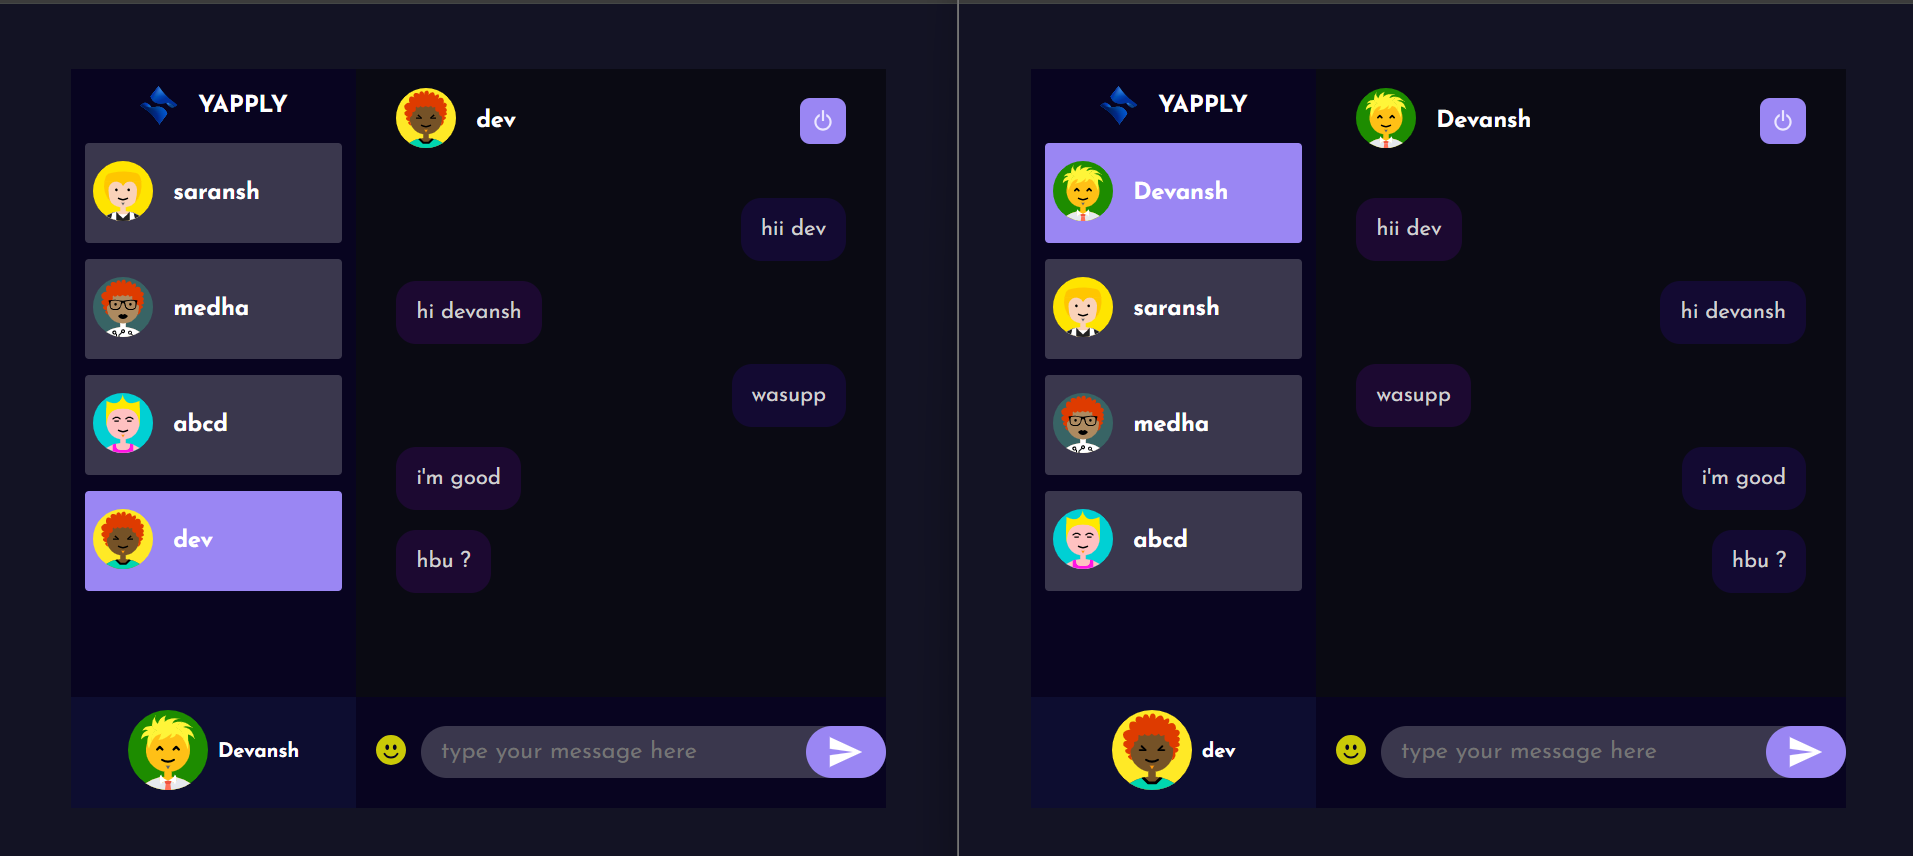 YAPPLY
saransh
medha
abcd
dev
Devansh
dev
hii dev
hi devansh
wasupp
i'm good
hbu ?
type your message here
YAPPLY
Devansh
saransh
medha
abcd
dev
Devansh
hii dev
hi devansh
wasupp
i'm good
hbu ?
type your message here